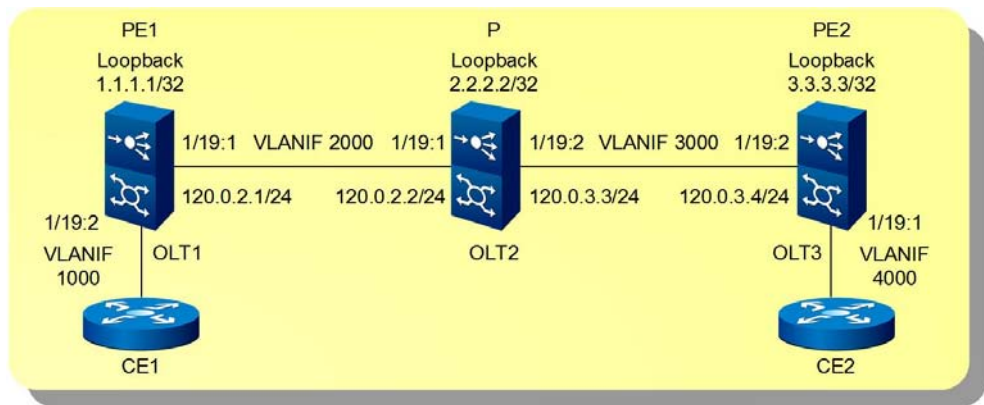 PE1
P
PE2
Loopback
1.1.1.1/32
Loopback
2.2.2.2/32
Loopback
3.3.3.3/32
1/19:1 VLANIF 2000 1/19:1
1/19:2 VLANIF 3000 1/19:2
120.0.2.1/24
120.0.2.2/24
120.0.3.3/24
120.0.3.4/24
1/19:2
VLANIF
1000
OLT1
OLT2
OLT3
1/19:1
VLANIF
4000
CE1
CE2